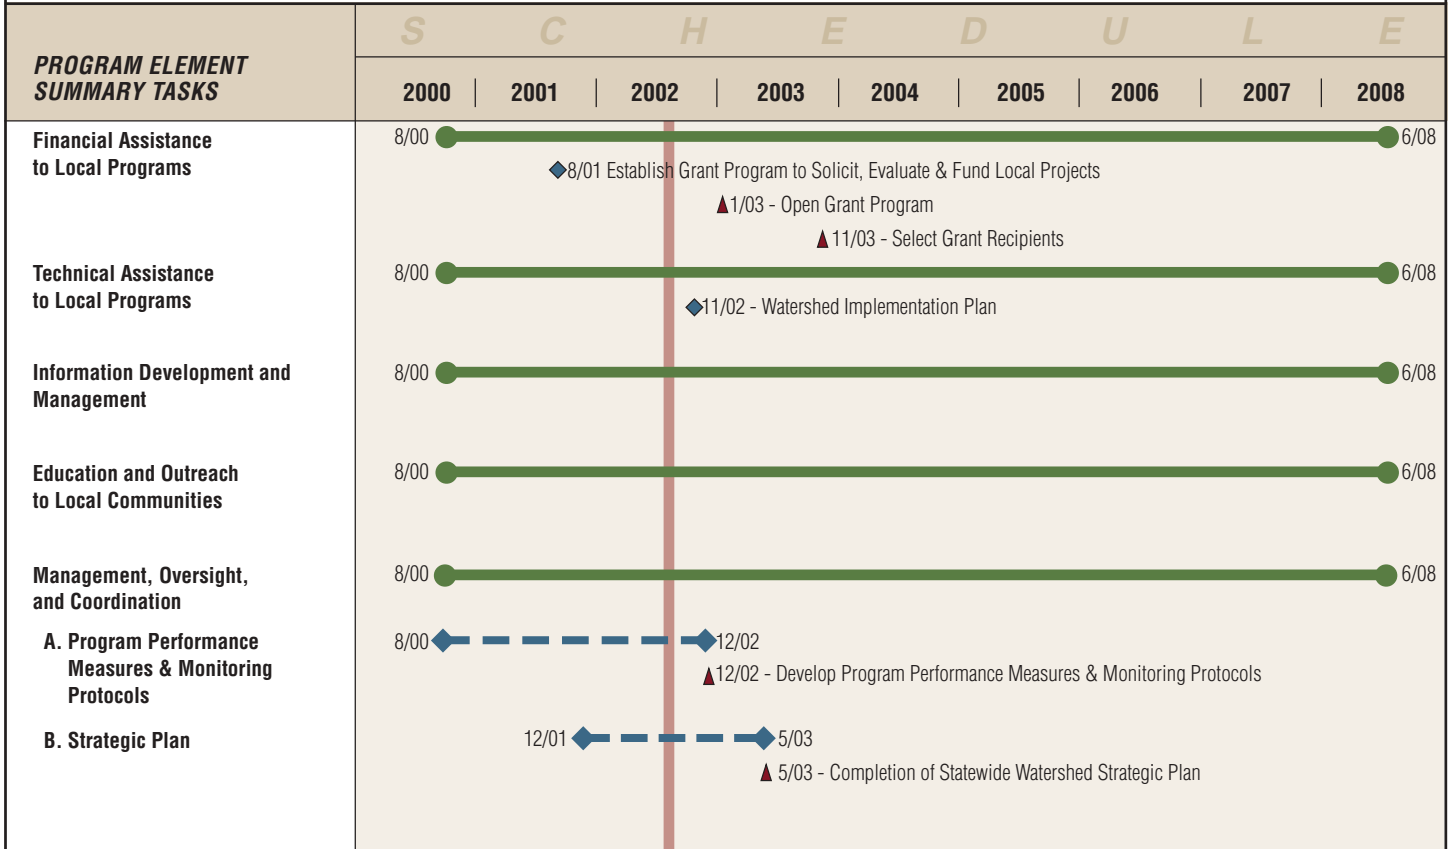 S C H E D U L E
PROGRAM ELEMENT
SUMMARY TASKS
2000 2001 2002 2003 2004 2005 2006 2007 2008
Financial Assistance
to Local Programs
8/00 6/08
8/01 Establish Grant Program to Solicit, Evaluate & Fund Local Projects
1/03 - Open Grant Program
11/03 - Select Grant Recipients
Technical Assistance
to Local Programs
8/00 6/08
11/02 - Watershed Implementation Plan
Information Development and
Management
8/00 6/08
Education and Outreach
to Local Communities
8/00 6/08
Management, Oversight,
and Coordination
8/00 6/08
A. Program Performance
Measures & Monitoring
Protocols
8/00 12/02
12/02 - Develop Program Performance Measures & Monitoring Protocols
B. Strategic Plan
12/01 5/03
5/03 - Completion of Statewide Watershed Strategic Plan